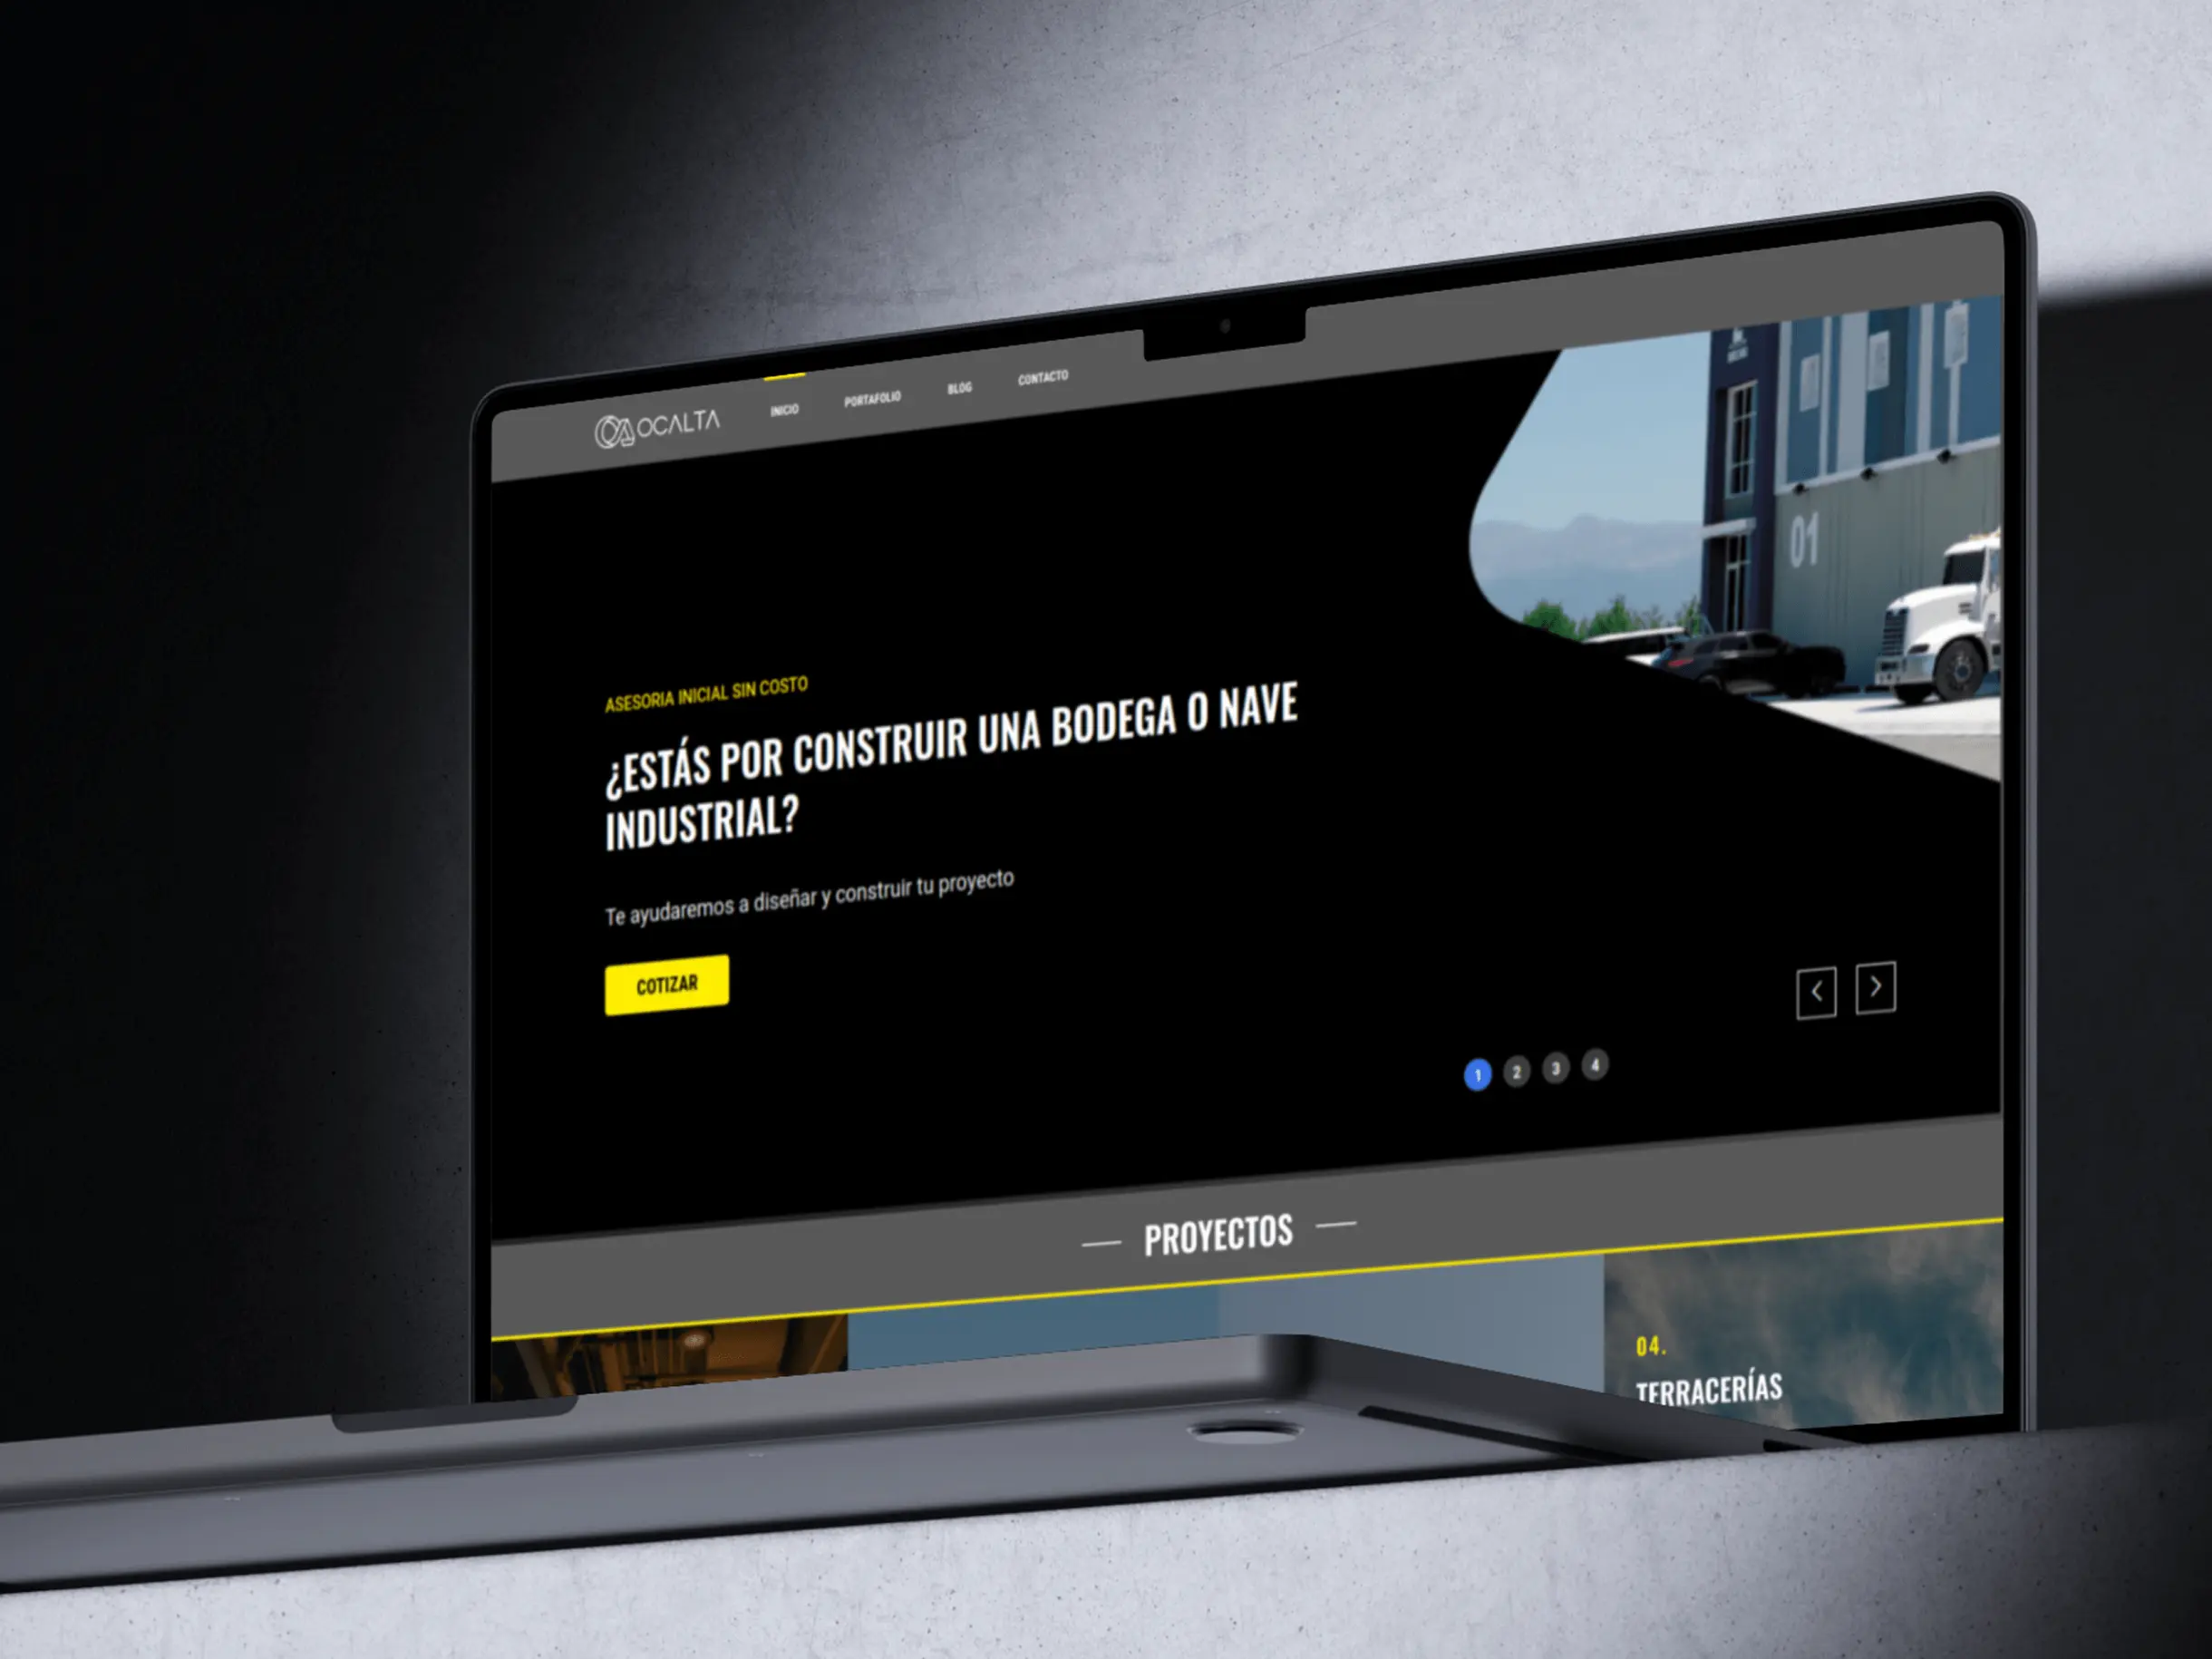 OCALTA
INICIO
PORTAFOLIO
BLOG
CONTACTO
01
ASESORIA INICIAL SIN COSTO
¿ESTÁS POR CONSTRUIR UNA BODEGA O NAVE
INDUSTRIAL?
Te ayudaremos a diseñar y construir tu proyecto
COTIZAR
1 2 3 4
PROYECTOS
04.
TERRACERÍAS